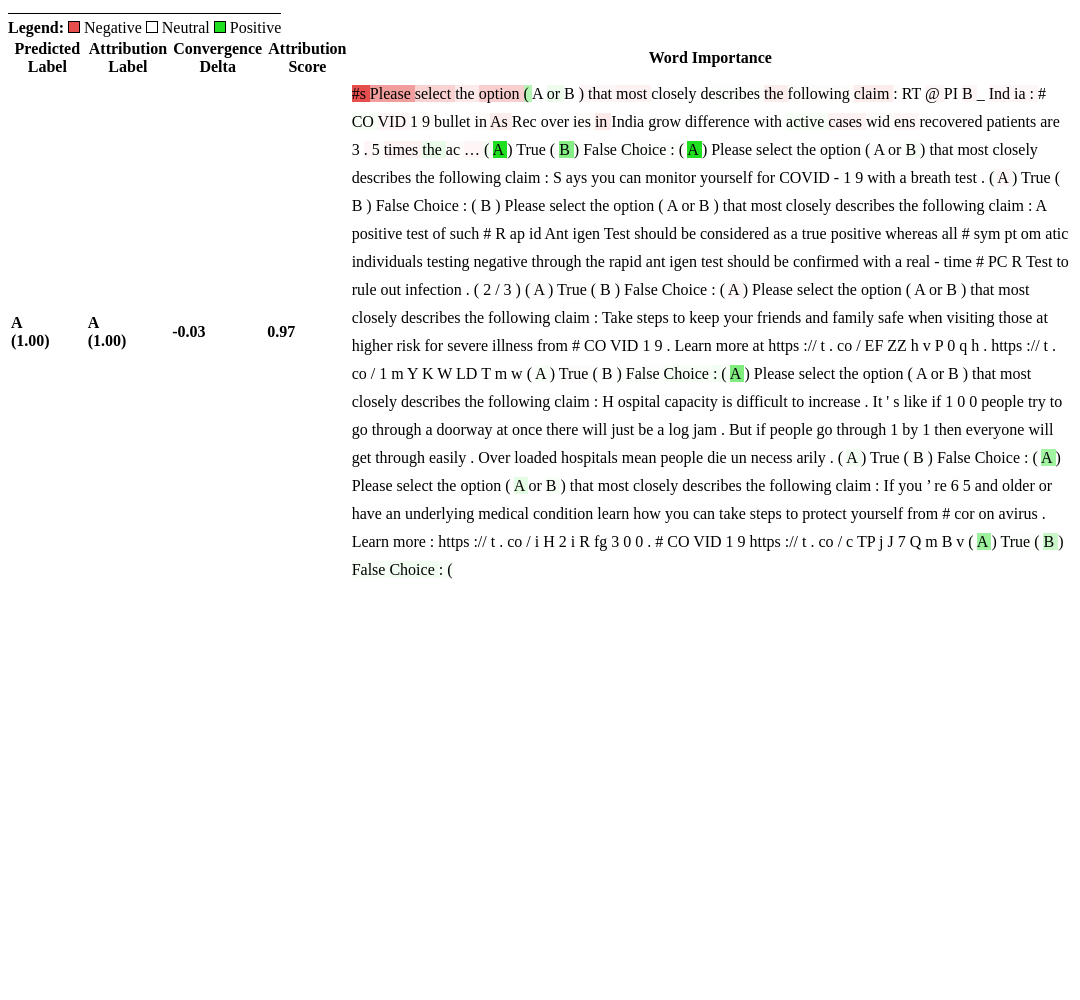 Legend: Negative Neutral Positive
Predicted Label Attribution Label Convergence Delta Attribution Score Word Importance
A (1.00) A (1.00) -0.03 0.97
#s Please select the option ( A or B ) that most closely describes the following claim : RT @ PI B _ Ind ia : #
CO VID 1 9 bullet in As Rec over ies in India grow difference with active cases wid ens recovered patients are
3 . 5 times the ac … ( A ) True ( B ) False Choice : ( A ) Please select the option ( A or B ) that most closely
describes the following claim : S ays you can monitor yourself for COVID - 1 9 with a breath test . ( A ) True (
B ) False Choice : ( B ) Please select the option ( A or B ) that most closely describes the following claim : A
positive test of such # R ap id Ant igen Test should be considered as a true positive whereas all # sym pt om atic
individuals testing negative through the rapid ant igen test should be confirmed with a real - time # PC R Test to
rule out infection . ( 2 / 3 ) ( A ) True ( B ) False Choice : ( A ) Please select the option ( A or B ) that most
closely describes the following claim : Take steps to keep your friends and family safe when visiting those at
higher risk for severe illness from # CO VID 1 9 . Learn more at https :// t . co / EF ZZ h v P 0 q h . https :// t .
co / 1 m Y K W LD T m w ( A ) True ( B ) False Choice : ( A ) Please select the option ( A or B ) that most
closely describes the following claim : H ospital capacity is difficult to increase . It ' s like if 1 0 0 people try to
go through a doorway at once there will just be a log jam . But if people go through 1 by 1 then everyone will
get through easily . Over loaded hospitals mean people die un necess arily . ( A ) True ( B ) False Choice : ( A )
Please select the option ( A or B ) that most closely describes the following claim : If you ’ re 6 5 and older or
have an underlying medical condition learn how you can take steps to protect yourself from # cor on avirus .
Learn more : https :// t . co / i H 2 i R fg 3 0 0 . # CO VID 1 9 https :// t . co / c TP j J 7 Q m B v ( A ) True ( B )
False Choice : (